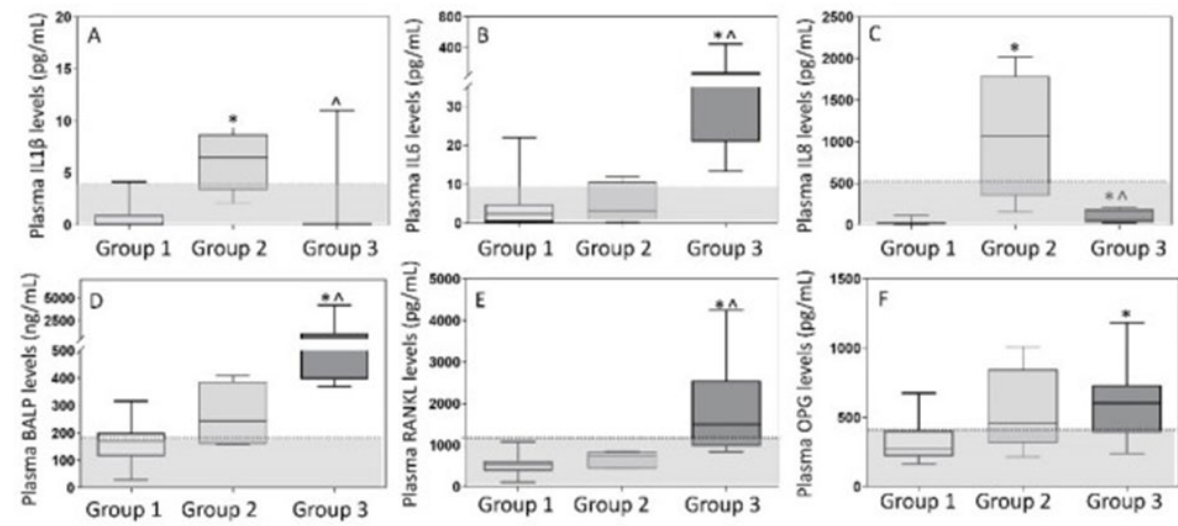 A
Plasma IL1β levels (pg/mL)
20
15
10
5
0
*
^
Group 1 Group 2 Group 3
B
Plasma IL6 levels (pg/mL)
800
400
30
20
10
0
*^
Group 1 Group 2 Group 3
C
Plasma IL8 levels (pg/mL)
2500
2000
1500
1000
500
0
*
*^
Group 1 Group 2 Group 3
D
Plasma BALP levels (ng/mL)
5000
2500
500
400
300
200
100
0
*^
Group 1 Group 2 Group 3
E
Plasma RANKL levels (pg/mL)
5000
4000
3000
2000
1000
0
*^
Group 1 Group 2 Group 3
F
Plasma OPG levels (pg/mL)
1500
1000
500
0
*
Group 1 Group 2 Group 3